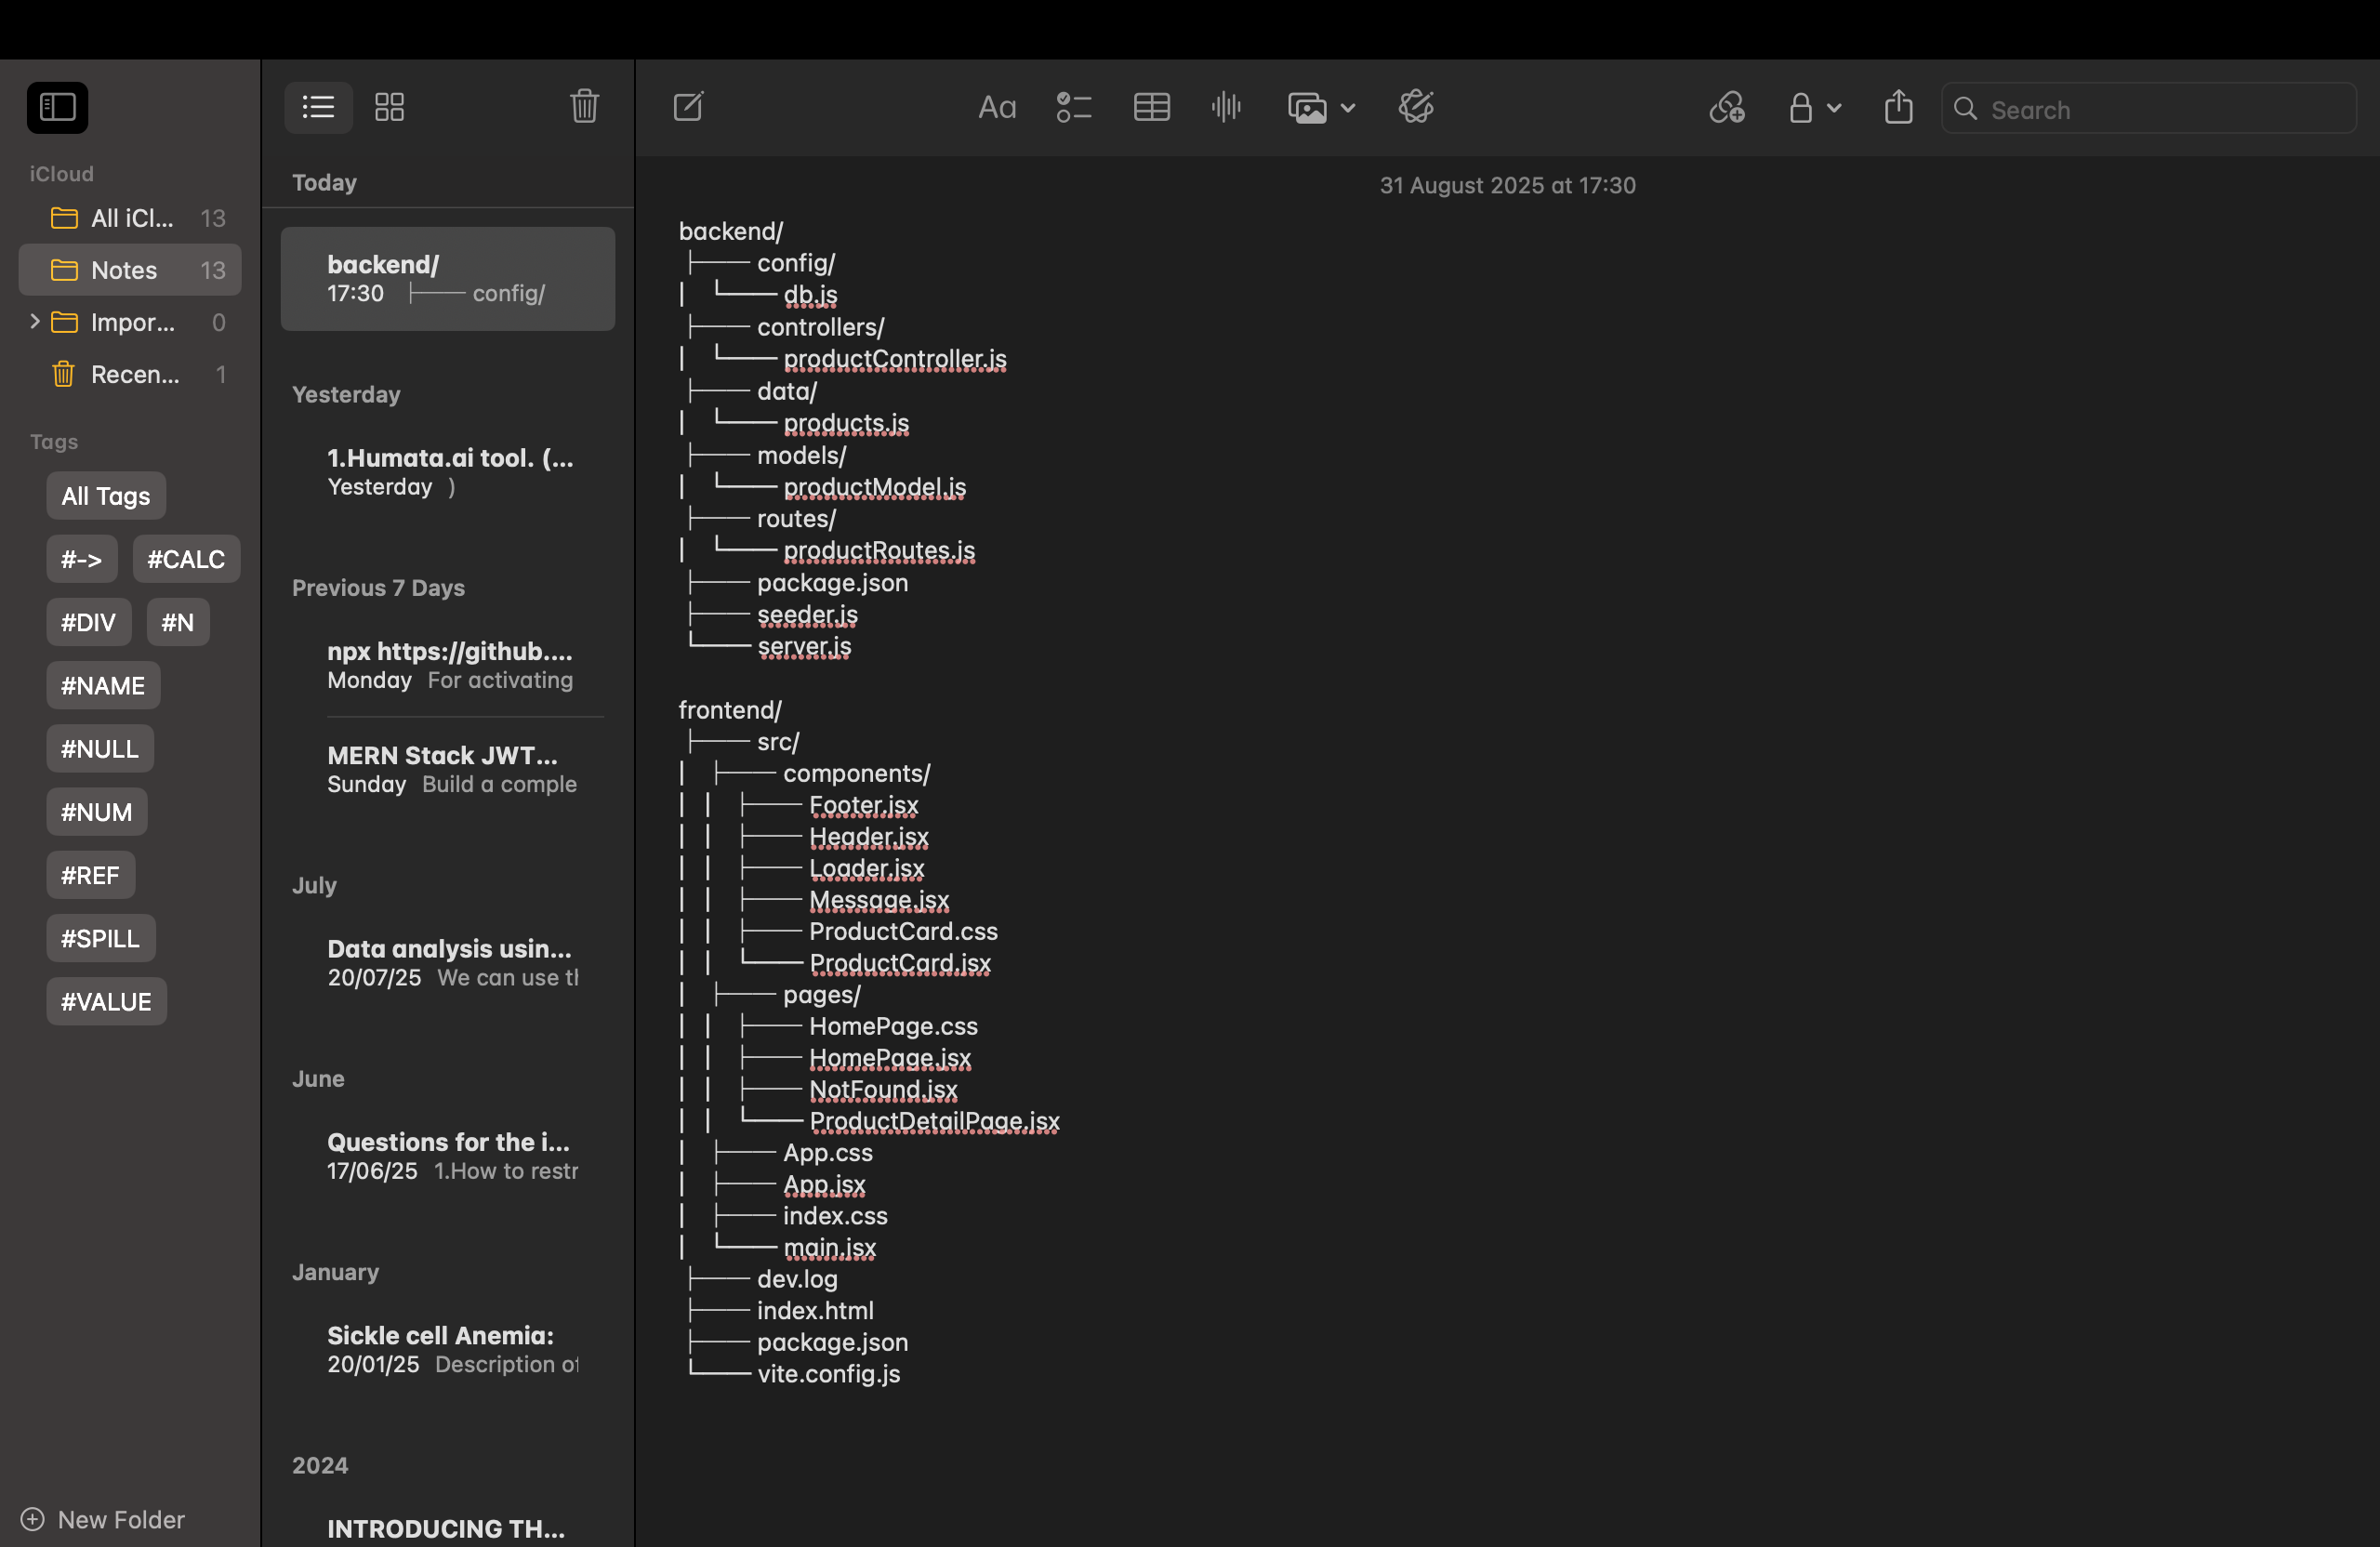 iCloud
All iCl... 13
Notes 13
Impor... 0
Recen... 1
Tags
All Tags
#-> #CALC
#DIV #N
#NAME
#NULL
#NUM
#REF
#SPILL
#VALUE
New Folder
Today
backend/
17:30 ├── config/
Yesterday
1.Humata.ai tool. (...
Yesterday )
Previous 7 Days
npx https://github....
Monday For activating
MERN Stack JWT...
Sunday Build a comple
July
Data analysis usin...
20/07/25 We can use th
June
Questions for the i...
17/06/25 1.How to restr
January
Sickle cell Anemia:
20/01/25 Description of
2024
INTRODUCING TH...
Aa
Search
31 August 2025 at 17:30
backend/
├── config/
│ └── db.js
├── controllers/
│ └── productController.js
├── data/
│ └── products.js
├── models/
│ └── productModel.js
├── routes/
│ └── productRoutes.js
├── package.json
├── seeder.js
└── server.js
frontend/
├── src/
│ ├── components/
│ │ ├── Footer.jsx
│ │ ├── Header.jsx
│ │ ├── Loader.jsx
│ │ ├── Message.jsx
│ │ ├── ProductCard.css
│ │ └── ProductCard.jsx
│ ├── pages/
│ │ ├── HomePage.css
│ │ ├── HomePage.jsx
│ │ ├── NotFound.jsx
│ │ └── ProductDetailPage.jsx
│ ├── App.css
│ ├── App.jsx
│ ├── index.css
│ └── main.jsx
├── dev.log
├── index.html
├── package.json
└── vite.config.js